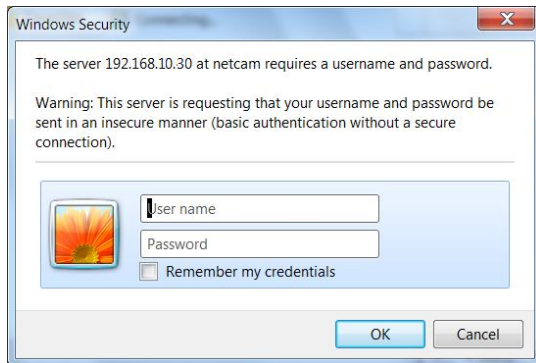 Windows Security
The server 192.168.10.30 at netcam requires a username and password.
Warning: This server is requesting that your username and password be
sent in an insecure manner (basic authentication without a secure
connection).
User name
Password
Remember my credentials
OK
Cancel